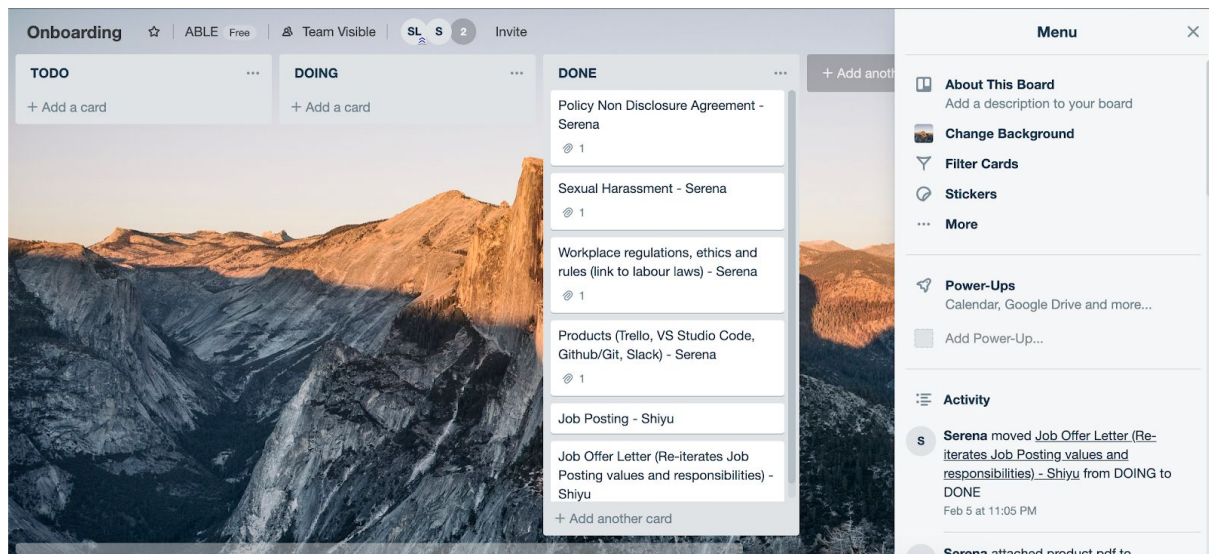 Onboarding
ABLE Free
Team Visible
SL S 2
Invite
TODO
+ Add a card
DOING
+ Add a card
DONE
Policy Non Disclosure Agreement -
Serena
1
Sexual Harassment - Serena
1
Workplace regulations, ethics and
rules (link to labour laws) - Serena
1
Products (Trello, VS Studio Code,
Github/Git, Slack) - Serena
1
Job Posting - Shiyu
Job Offer Letter (Re-iterates Job
Posting values and responsibilities) -
Shiyu
+ Add another card
+ Add anoth
Menu
About This Board
Add a description to your board
Change Background
Filter Cards
Stickers
More
Power-Ups
Calendar, Google Drive and more...
Add Power-Up...
Activity
S
Serena moved Job Offer Letter (Re-
iterates Job Posting values and
responsibilities) - Shiyu from DOING to
DONE
Feb 5 at 11:05 PM
Serena attached product pdf to